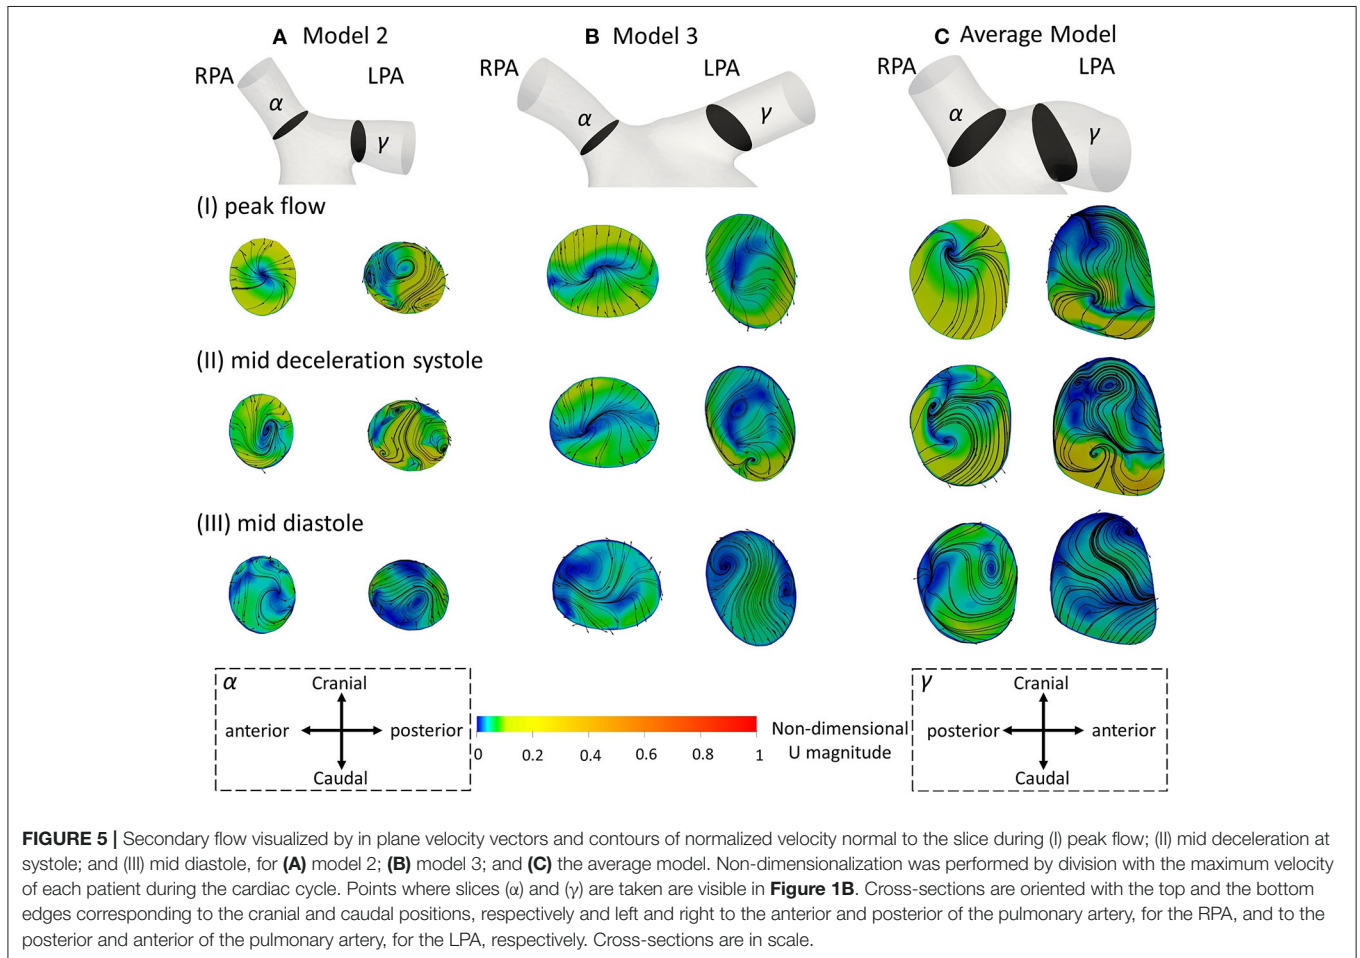 A Model 2
B Model 3
C Average Model
RPA
LPA
α
γ
RPA
LPA
α
γ
RPA
LPA
α
γ
(I) peak flow
(II) mid deceleration systole
(III) mid diastole
α
Cranial
anterior
posterior
Caudal
0 0.2 0.4 0.6 0.8 1
Non-dimensional
U magnitude
γ
Cranial
posterior
anterior
Caudal
FIGURE 5 | Secondary flow visualized by in plane velocity vectors and contours of normalized velocity normal to the slice during (I) peak flow; (II) mid deceleration at
systole; and (III) mid diastole, for (A) model 2; (B) model 3; and (C) the average model. Non-dimensionalization was performed by division with the maximum velocity
of each patient during the cardiac cycle. Points where slices (α) and (γ) are taken are visible in Figure 1B. Cross-sections are oriented with the top and the bottom
edges corresponding to the cranial and caudal positions, respectively and left and right to the anterior and posterior of the pulmonary artery, for the RPA, and to the
posterior and anterior of the pulmonary artery, for the LPA, respectively. Cross-sections are in scale.